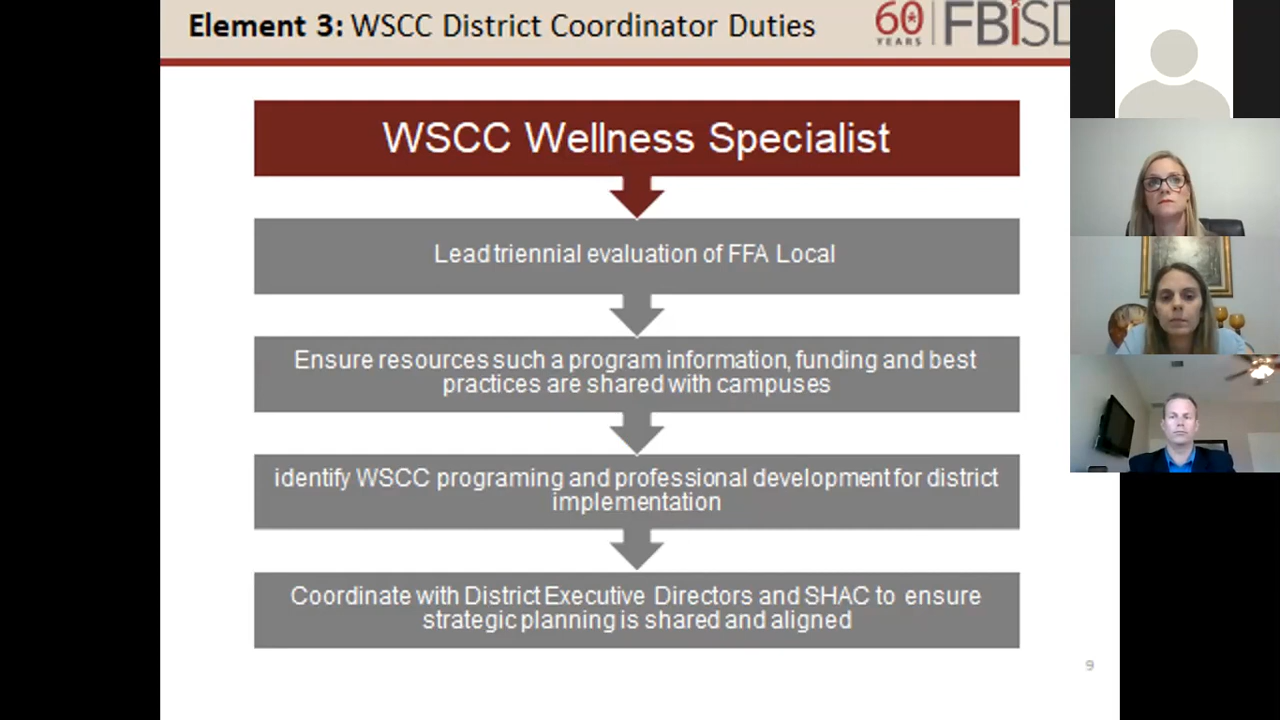 Element 3: WSCC District Coordinator Duties
60
YEARS
FBISD
WSCC Wellness Specialist
Lead triennial evaluation of FFA Local
Ensure resources such a program information, funding and best
practices are shared with campuses
identify WSCC programing and professional development for district
implementation
Coordinate with District Executive Directors and SHAC to ensure
strategic planning is shared and aligned
9